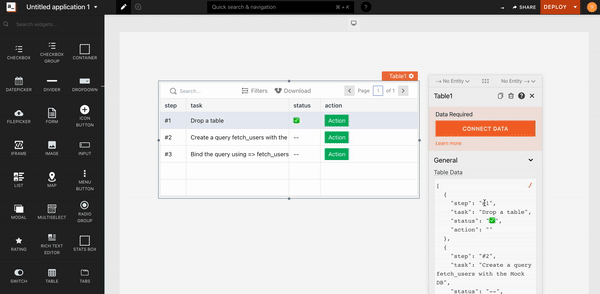 Untitled application 1
Quick search & navigation
⌘ + K
?
SHARE
DEPLOY
Search widgets...
CHECKBOX
CHECKBOX GROUP
CONTAINER
DATEPICKER
DIVIDER
DROPDOWN
FILEPICKER
FORM
ICON BUTTON
IFRAME
IMAGE
INPUT
LIST
MAP
MENU BUTTON
MODAL
MULTISELECT
RADIO GROUP
RATING
RICH TEXT EDITOR
STATS BOX
SWITCH
TABLE
TABS
Table1
Search...
Filters
Download
Page 1 of 1
step task status action
#1 Drop a table ✅ Action
#2 Create a query fetch_users with the -- Action
#3 Bind the query using => fetch_users -- Action
No Entity
No Entity
Table1
Data Required
CONNECT DATA
Learn more
General
Table Data
[
{
"step": "#1",
"task": "Drop a table",
"status": "✅",
"action": ""
},
{
"step": "#2",
"task": "Create a query
fetch_users with the Mock
DB",
"status": "--",